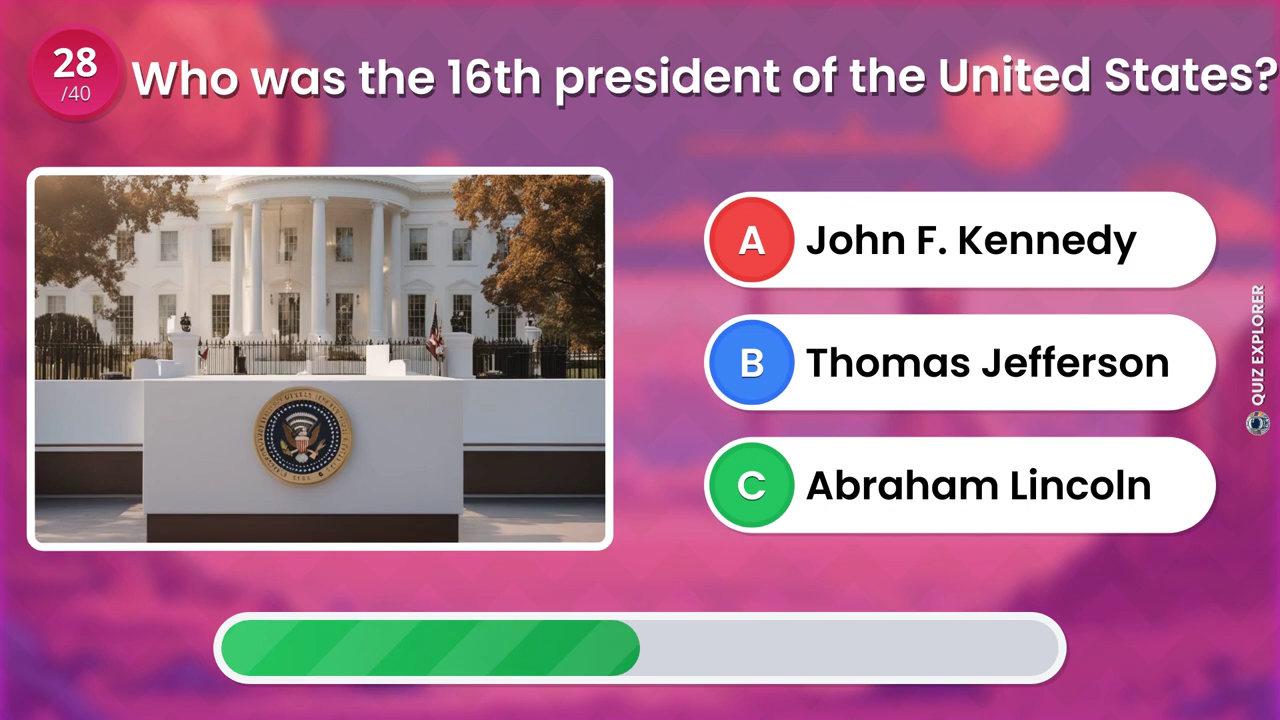 28
/40
Who was the 16th president of the United States?
A
John F. Kennedy
B
Thomas Jefferson
C
Abraham Lincoln
QUIZ EXPLORER